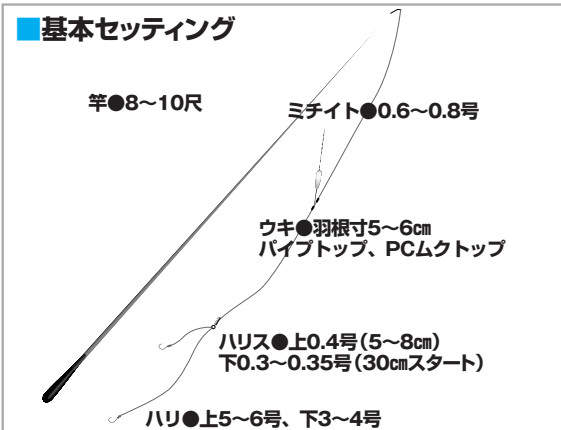 ■基本セッティング
竿●8～10尺
ミチイト●0.6～0.8号
ウキ●羽根寸5～6㎝
パイプトップ、PCムクトップ
ハリス●上0.4号（5～8㎝）
下0.3～0.35号（30㎝スタート）
ハリ●上5～6号、下3～4号